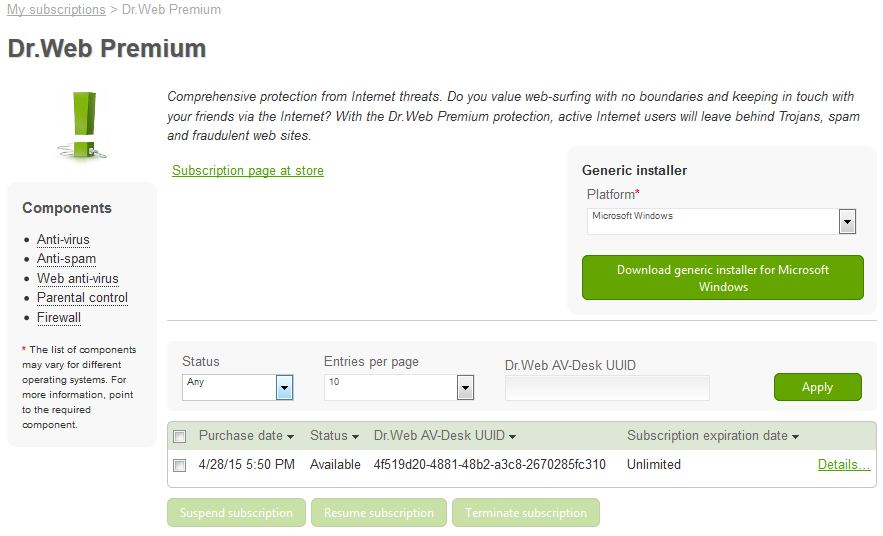 My subscriptions > Dr.Web Premium
Dr.Web Premium
Comprehensive protection from Internet threats. Do you value web-surfing with no boundaries and keeping in touch with
your friends via the Internet? With the Dr.Web Premium protection, active Internet users will leave behind Trojans, spam
and fraudulent web sites.
Subscription page at store
Generic installer
Platform*
Microsoft Windows
Download generic installer for Microsoft
Windows
Components
• Anti-virus
• Anti-spam
• Web anti-virus
• Parental control
• Firewall
* The list of components
may vary for different
operating systems. For
more information, point
to the required
component.
Status
Any
Entries per page
10
Dr.Web AV-Desk UUID
Apply
Purchase date Status Dr.Web AV-Desk UUID Subscription expiration date
4/28/15 5:50 PM Available 4f519d20-4881-48b2-a3c8-2670285fc310 Unlimited Details...
Suspend subscription Resume subscription Terminate subscription